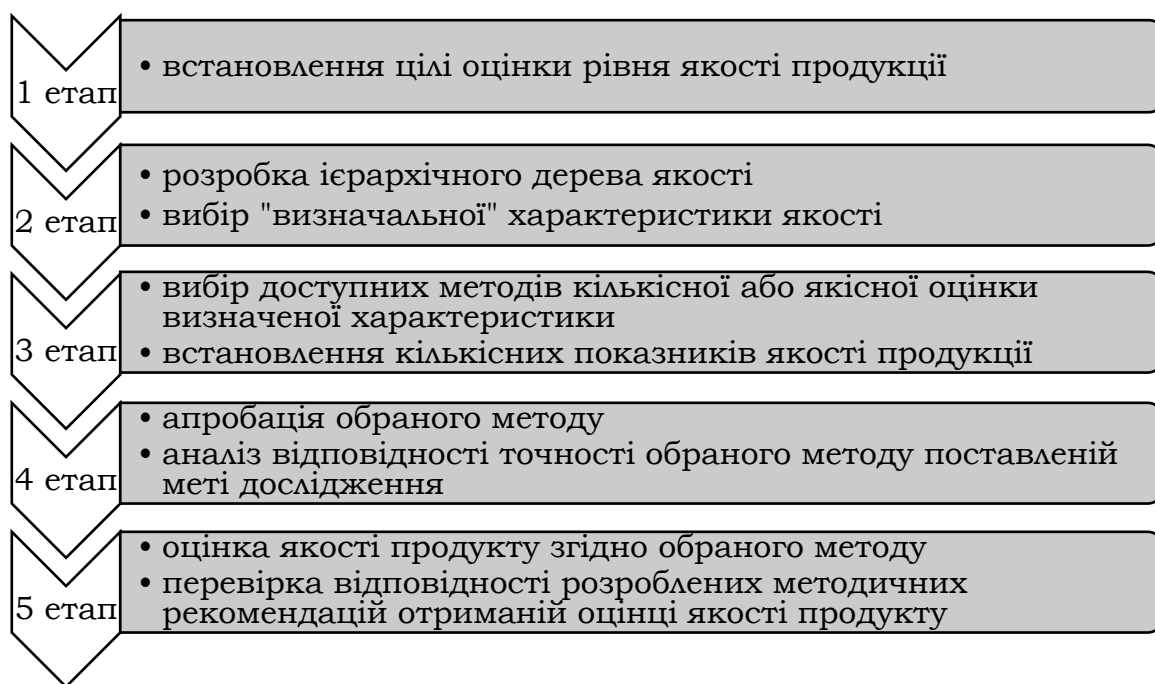 1 етап
• встановлення цілі оцінки рівня якості продукції
2 етап
• розробка ієрархічного дерева якості
• вибір "визначальної" характеристики якості
3 етап
• вибір доступних методів кількісної або якісної оцінки
визначеної характеристики
• встановлення кількісних показників якості продукції
4 етап
• апробація обраного методу
• аналіз відповідності точності обраного методу поставленій
меті дослідження
5 етап
• оцінка якості продукту згідно обраного методу
• перевірка відповідності розроблених методичних
рекомендацій отриманій оцінці якості продукту